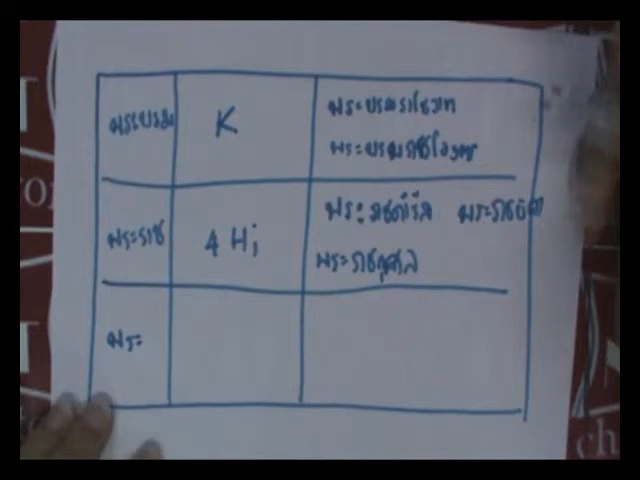 พระบรม
K
พระบรมราโชวาท
พระบรมราชโองการ
พระราช
4 Hi
พระราชดำริ
พระราชกุศล
พระ
ch